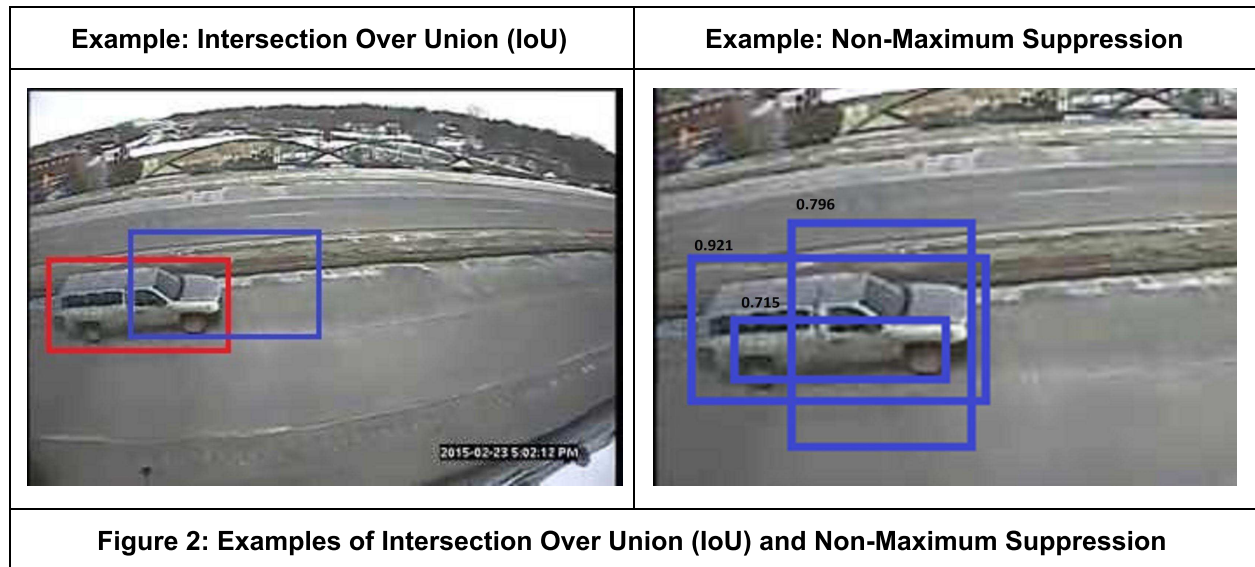 Example: Intersection Over Union (IoU)
Example: Non-Maximum Suppression
2015-02-23 5:02:12 PM
0.796
0.921
0.715
Figure 2: Examples of Intersection Over Union (IoU) and Non-Maximum Suppression